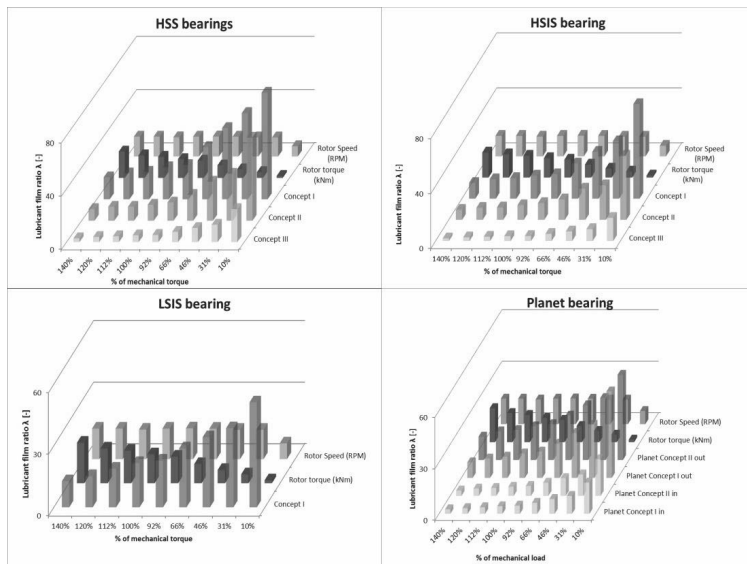 HSS bearings
Lubricant film ratio λ [-]
80
40
0
140%
120%
112%
100%
92%
66%
46%
31%
10%
% of mechanical torque
Rotor Speed
(RPM)
Rotor torque
(kNm)
Concept I
Concept II
Concept III
HSIS bearing
Lubricant film ratio λ [-]
80
40
0
140%
120%
112%
100%
92%
66%
46%
31%
10%
% of mechanical torque
Rotor Speed
(RPM)
Rotor torque
(kNm)
Concept I
Concept II
Concept III
LSIS bearing
Lubricant film ratio λ [-]
60
30
0
140%
120%
112%
100%
92%
66%
46%
31%
10%
% of mechanical torque
Rotor Speed (RPM)
Rotor torque (kNm)
Concept I
Planet bearing
Lubricant film ratio λ [-]
60
30
0
140%
120%
112%
100%
92%
66%
46%
31%
10%
% of mechanical load
Rotor Speed (RPM)
Rotor torque (kNm)
Planet Concept II out
Planet Concept I out
Planet Concept II in
Planet Concept I in